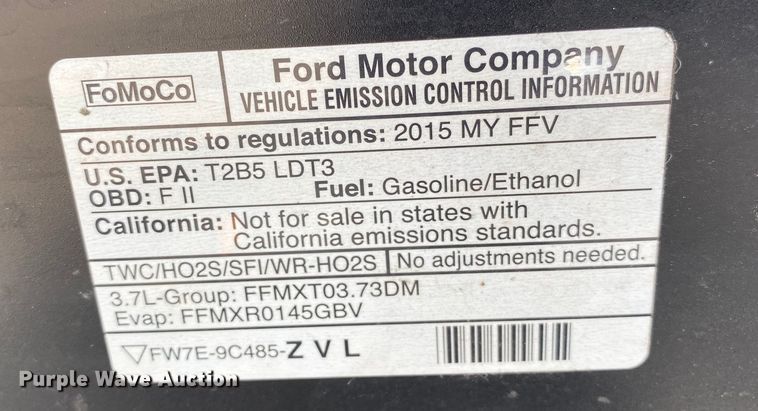 FoMoCo
Ford Motor Company
VEHICLE EMISSION CONTROL INFORMATION
Conforms to regulations: 2015 MY FFV
U.S. EPA: T2B5 LDT3
OBD: F II Fuel: Gasoline/Ethanol
California: Not for sale in states with
California emissions standards.
TWC/HO2S/SFI/WR-HO2S No adjustments needed.
3.7L-Group: FFMXT03.73DM
Evap: FFMXR0145GBV
▽FW7E-9C485-Z V L
Purple Wave Auction